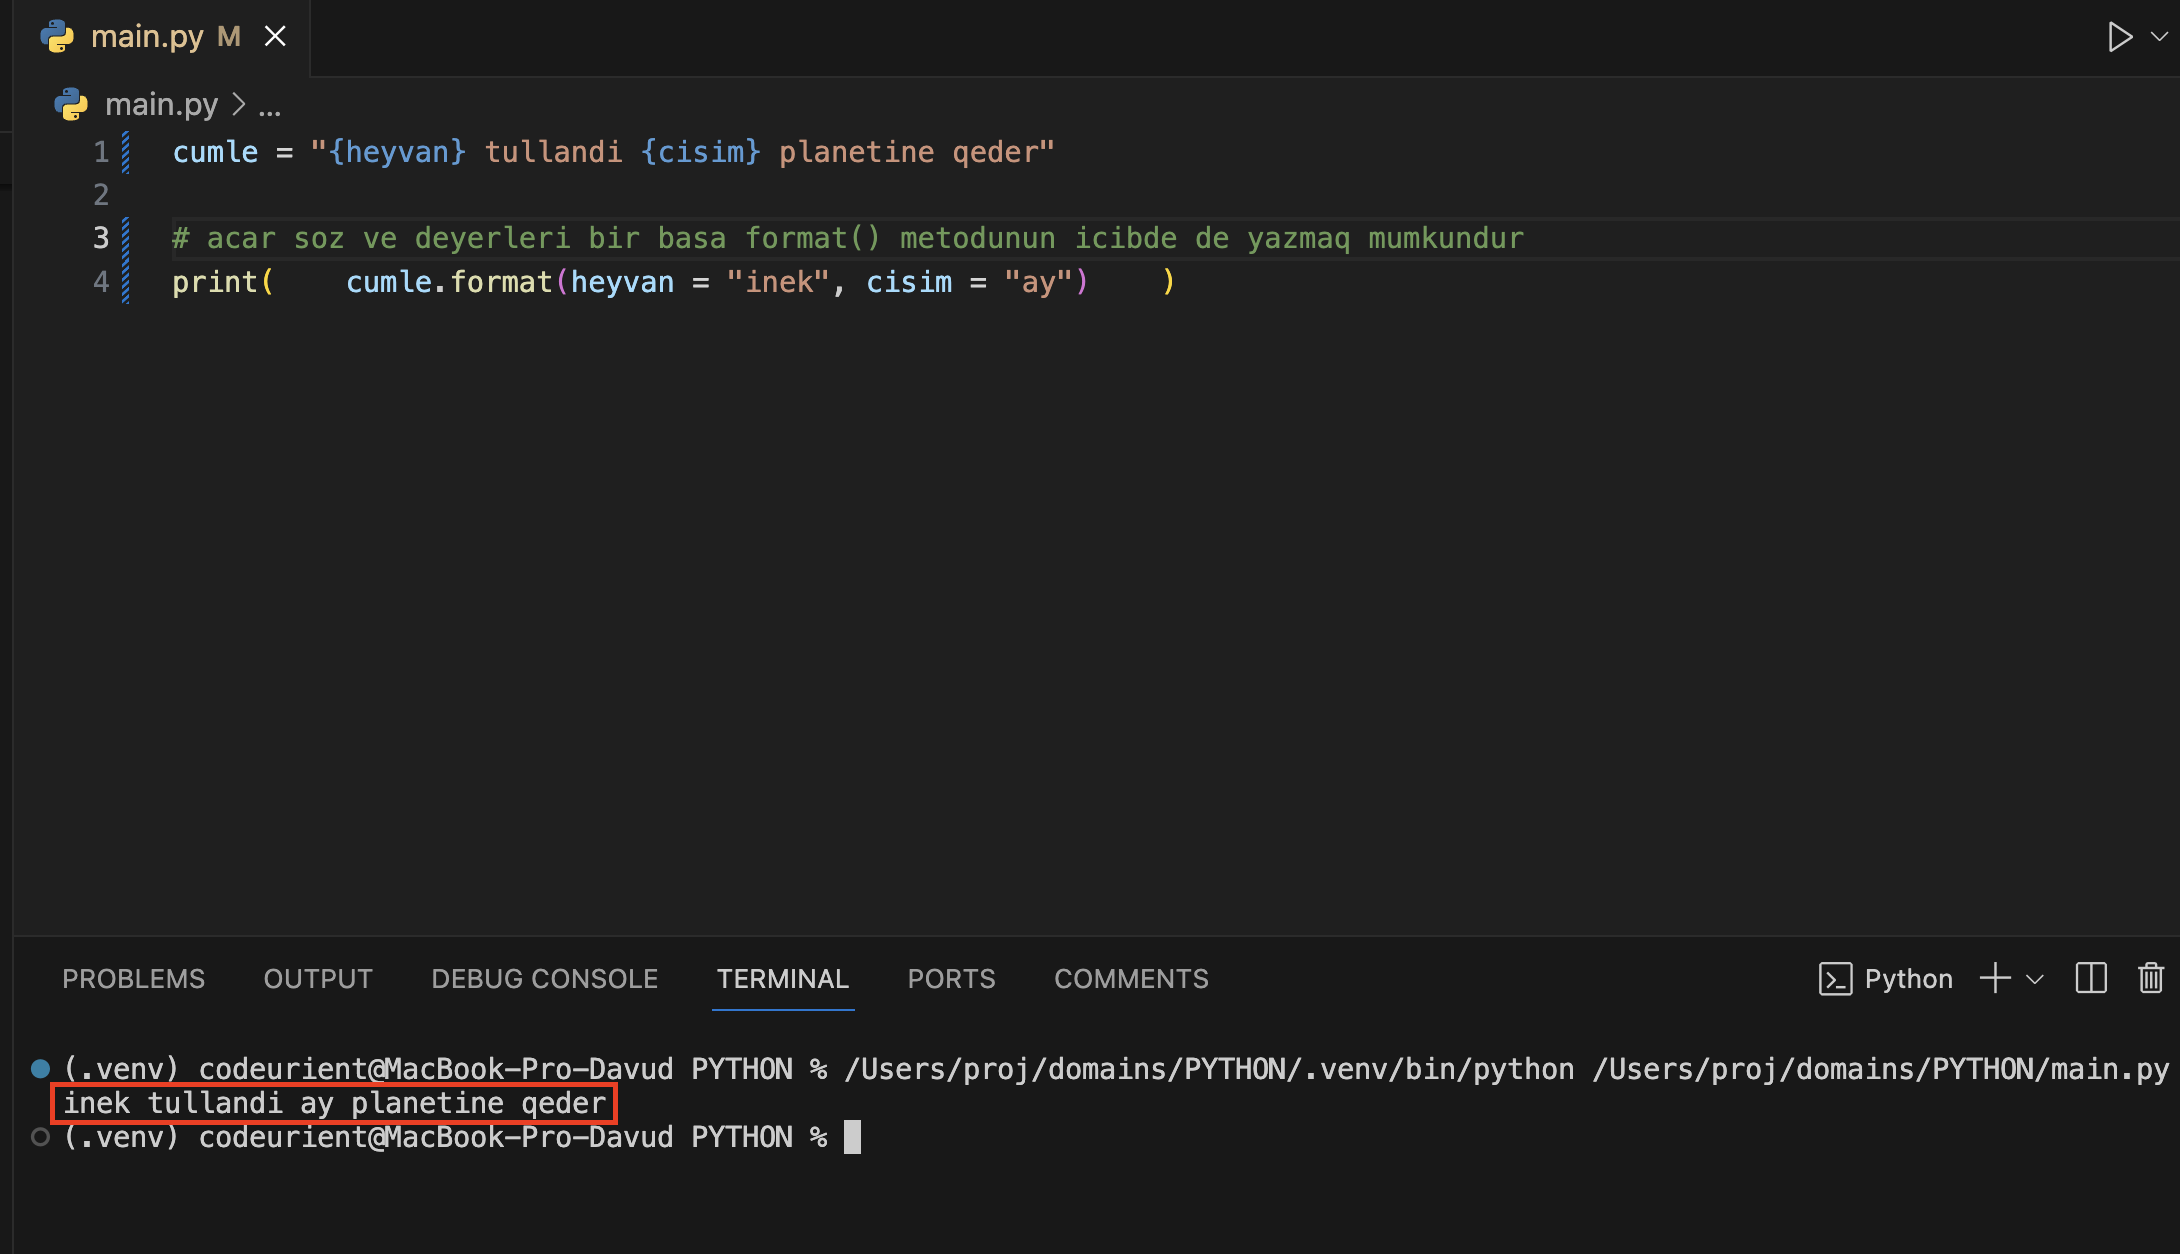 main.py M
main.py > ...
1 cumle = "{heyvan} tullandi {cisim} planetine qeder"
2
3 # acar soz ve deyerleri bir basa format() metodunun icibde de yazmaq mumkundur
4 print(    cumle.format(heyvan = "inek", cisim = "ay")    )
PROBLEMS OUTPUT DEBUG CONSOLE TERMINAL PORTS COMMENTS Python
(.venv) codeurient@MacBook-Pro-Davud PYTHON % /Users/proj/domains/PYTHON/.venv/bin/python /Users/proj/domains/PYTHON/main.py
inek tullandi ay planetine qeder
(.venv) codeurient@MacBook-Pro-Davud PYTHON %